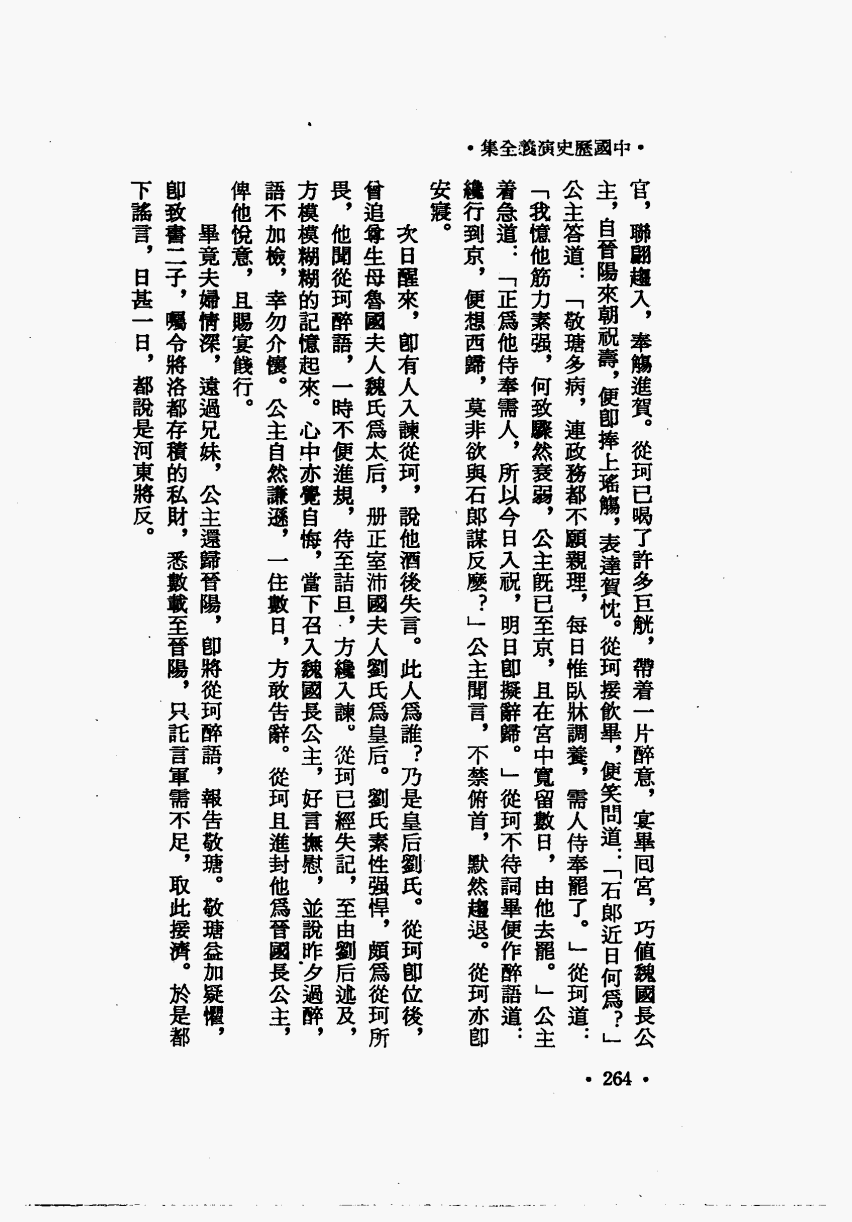 •中國歷史演義全集•
官，聯翩趨入，奉觴進賀。從珂已喝了許多巨觥，帶着一片醉意，宴畢回宮，巧值魏國長公
主，自晉陽來朝祝壽，便卽捧上瑤觴，表達賀忱。從珂接飲畢，便笑問道：「石郞近日何爲？」
公主答道：「敬瑭多病，連政務都不願親理，每日惟臥牀調養，需人侍奉罷了。」從珂道：
「我憶他筋力素强，何致驟然衰弱，公主旣已至京，且在宮中寬留數日，由他去罷。」公主
着急道：「正爲他侍奉需人，所以今日入祝，明日卽擬辭歸。」從珂不待詞畢便作醉語道：
「纔行到京，便想西歸，莫非欲與石郞謀反麽？」公主聞言，不禁俯首，默然趨退。從珂亦卽
安寢。
次日醒來，卽有人入諫從珂，說他酒後失言。此人爲誰？乃是皇后劉氏。從珂卽位後，
曾追尊生母魯國夫人魏氏爲太后，册正室沛國夫人劉氏爲皇后。劉氏素性强悍，頗爲從珂所
畏，他聞從珂醉語，一時不便進規，待至詰旦，方纔入諫。從珂已經失記，至由劉后述及，
方模模糊糊的記憶起來。心中亦覺自悔，當下召入魏國長公主，好言撫慰，並說昨夕過醉，
語不加檢，幸勿介懷。公主自然謙遜，一住數日，方敢告辭。從珂且進封他爲晉國長公主，
俾他悅意，且賜宴餞行。
畢竟夫婦情深，遠過兄妹，公主還歸晉陽，卽將從珂醉語，報告敬瑭。敬瑭益加疑懼，
卽致書二子，囑令將洛都存積的私財，悉數載至晉陽，只託言軍需不足，取此接濟。於是都
下謠言，日甚一日，都說是河東將反。
•264•